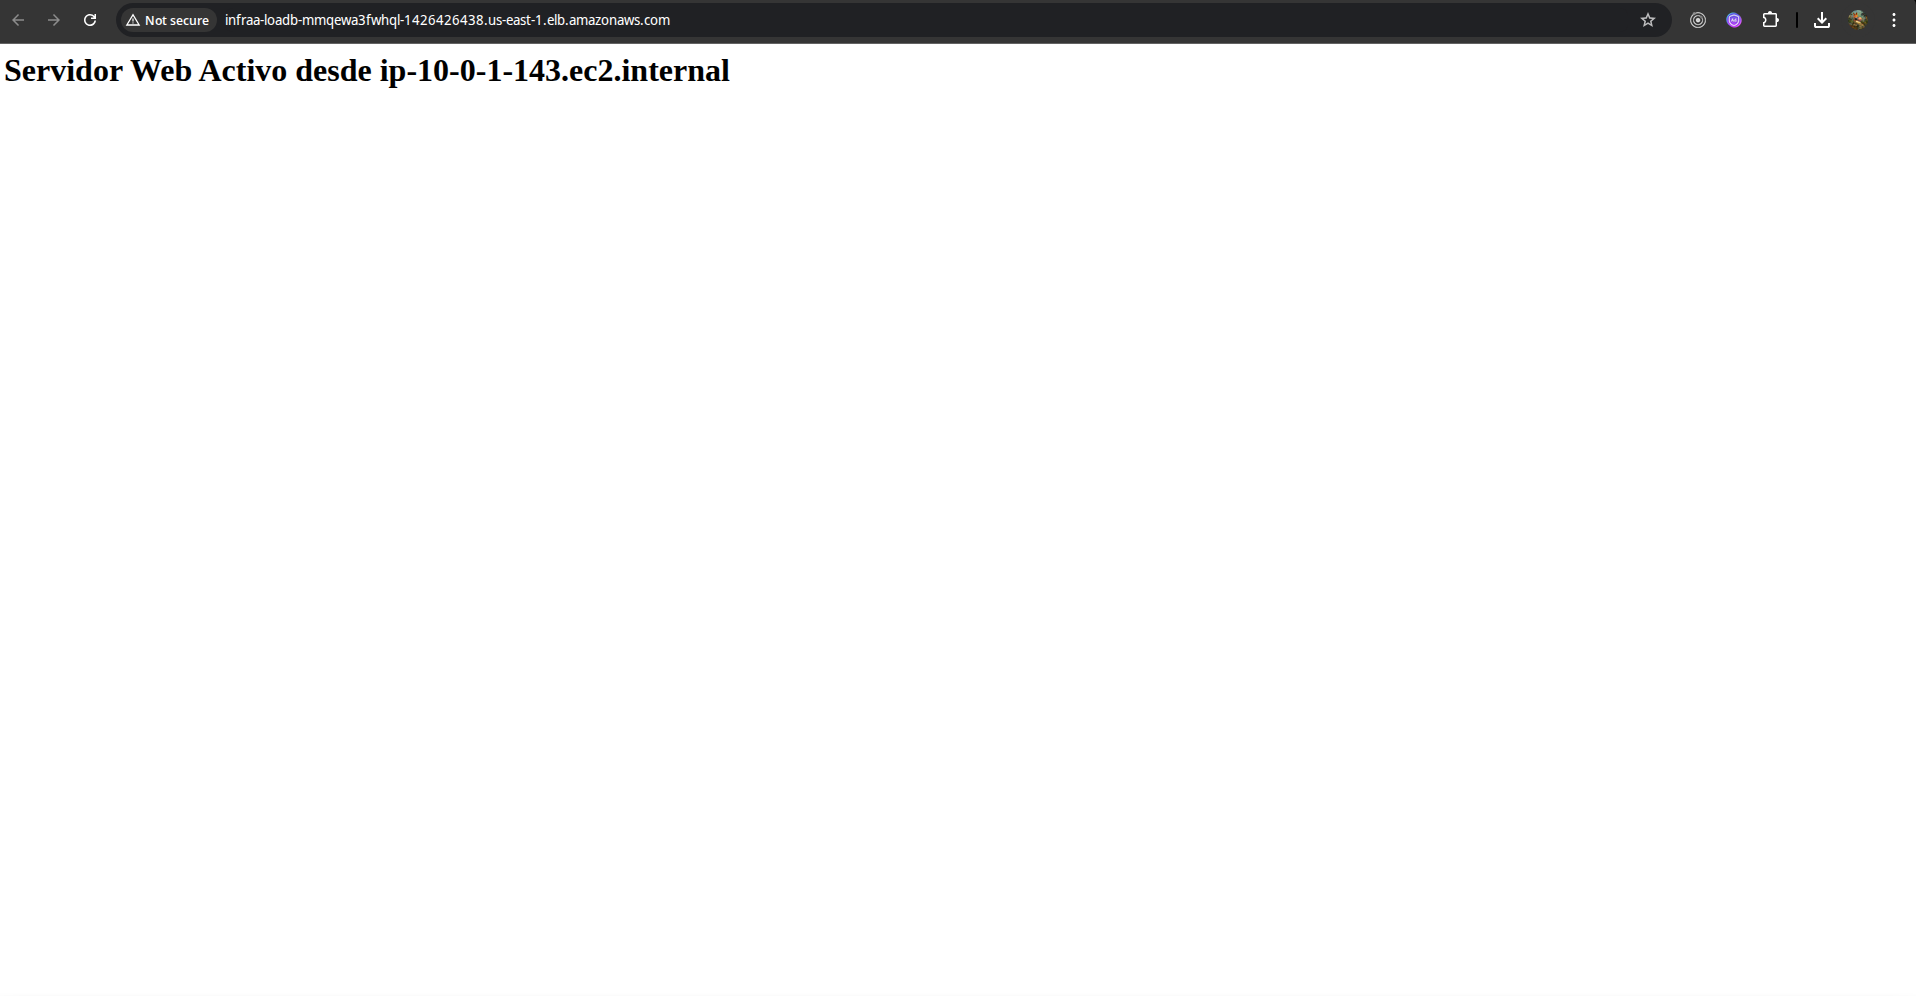 Not secure infraa-loadb-mmqewa3fwhql-1426426438.us-east-1.elb.amazonaws.com
Servidor Web Activo desde ip-10-0-1-143.ec2.internal